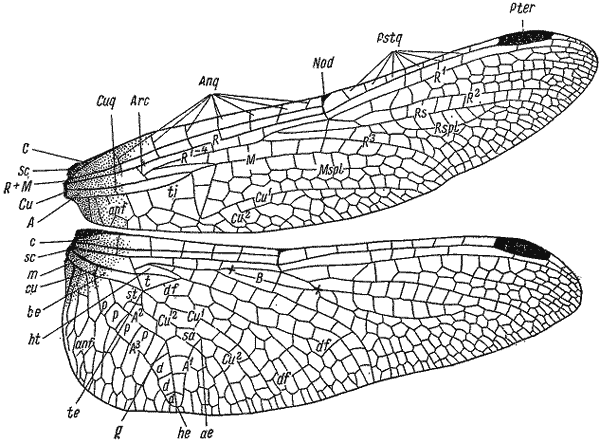 Pter
Pstq
Nod
Anq
Arc
Cuq
C
Sc
R+M
Cu
A
R¹
R²
Rs
Rspl
R³
R
R¹⁻⁴
M
Mspl
tj
Cu¹
Cu²
anf
c
sc
m
cu
be
ht
te
g
he
ae
B
t
df
st
Cu²
Cu¹
p
p
A²
p
p
A³
anf
sa
A¹
Cu²
d
d
d
df
df